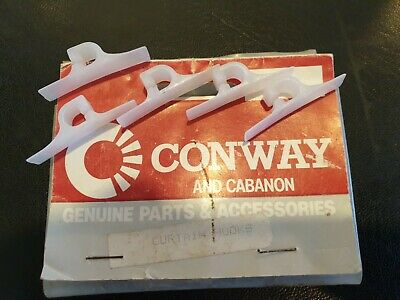 CONWAY
AND CABANON
GENUINE PARTS & ACCESSORIES
CURTAIN HOOKS